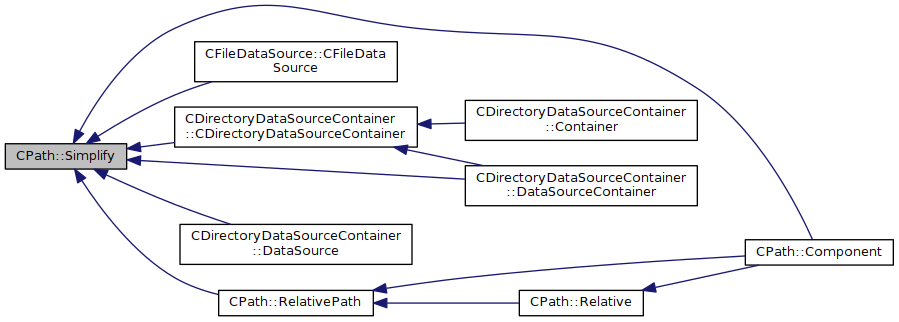 CFileDataSource::CFileData
Source
CDirectoryDataSourceContainer
::CDirectoryDataSourceContainer
CDirectoryDataSourceContainer
::Container
CPath::Simplify
CDirectoryDataSourceContainer
::DataSourceContainer
CDirectoryDataSourceContainer
::DataSource
CPath::Component
CPath::RelativePath
CPath::Relative